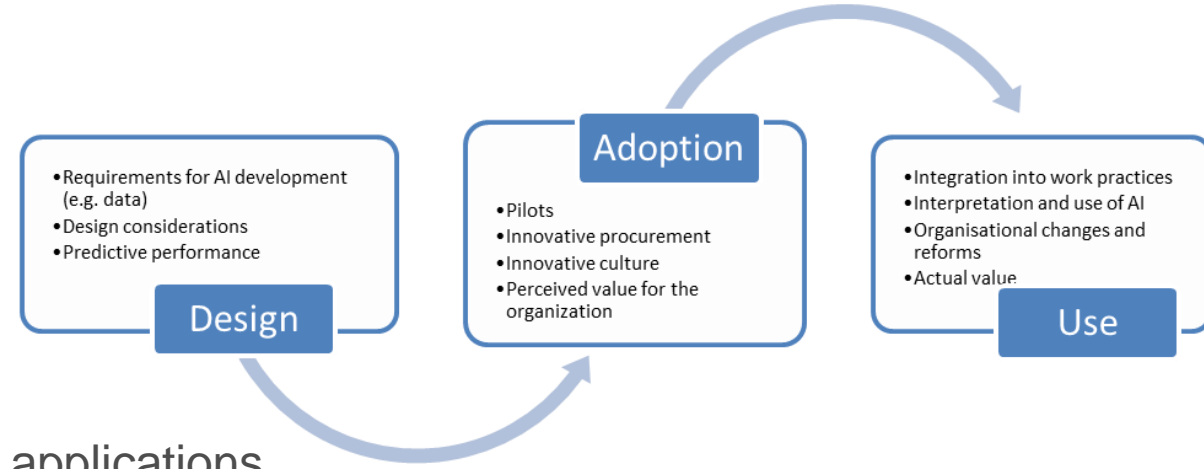 •Requirements for AI development
(e.g. data)
•Design considerations
•Predictive performance
Design
Adoption
•Pilots
•Innovative procurement
•Innovative culture
•Perceived value for the
organization
•Integration into work practices
•Interpretation and use of AI
•Organisational changes and
reforms
•Actual value
Use
applications